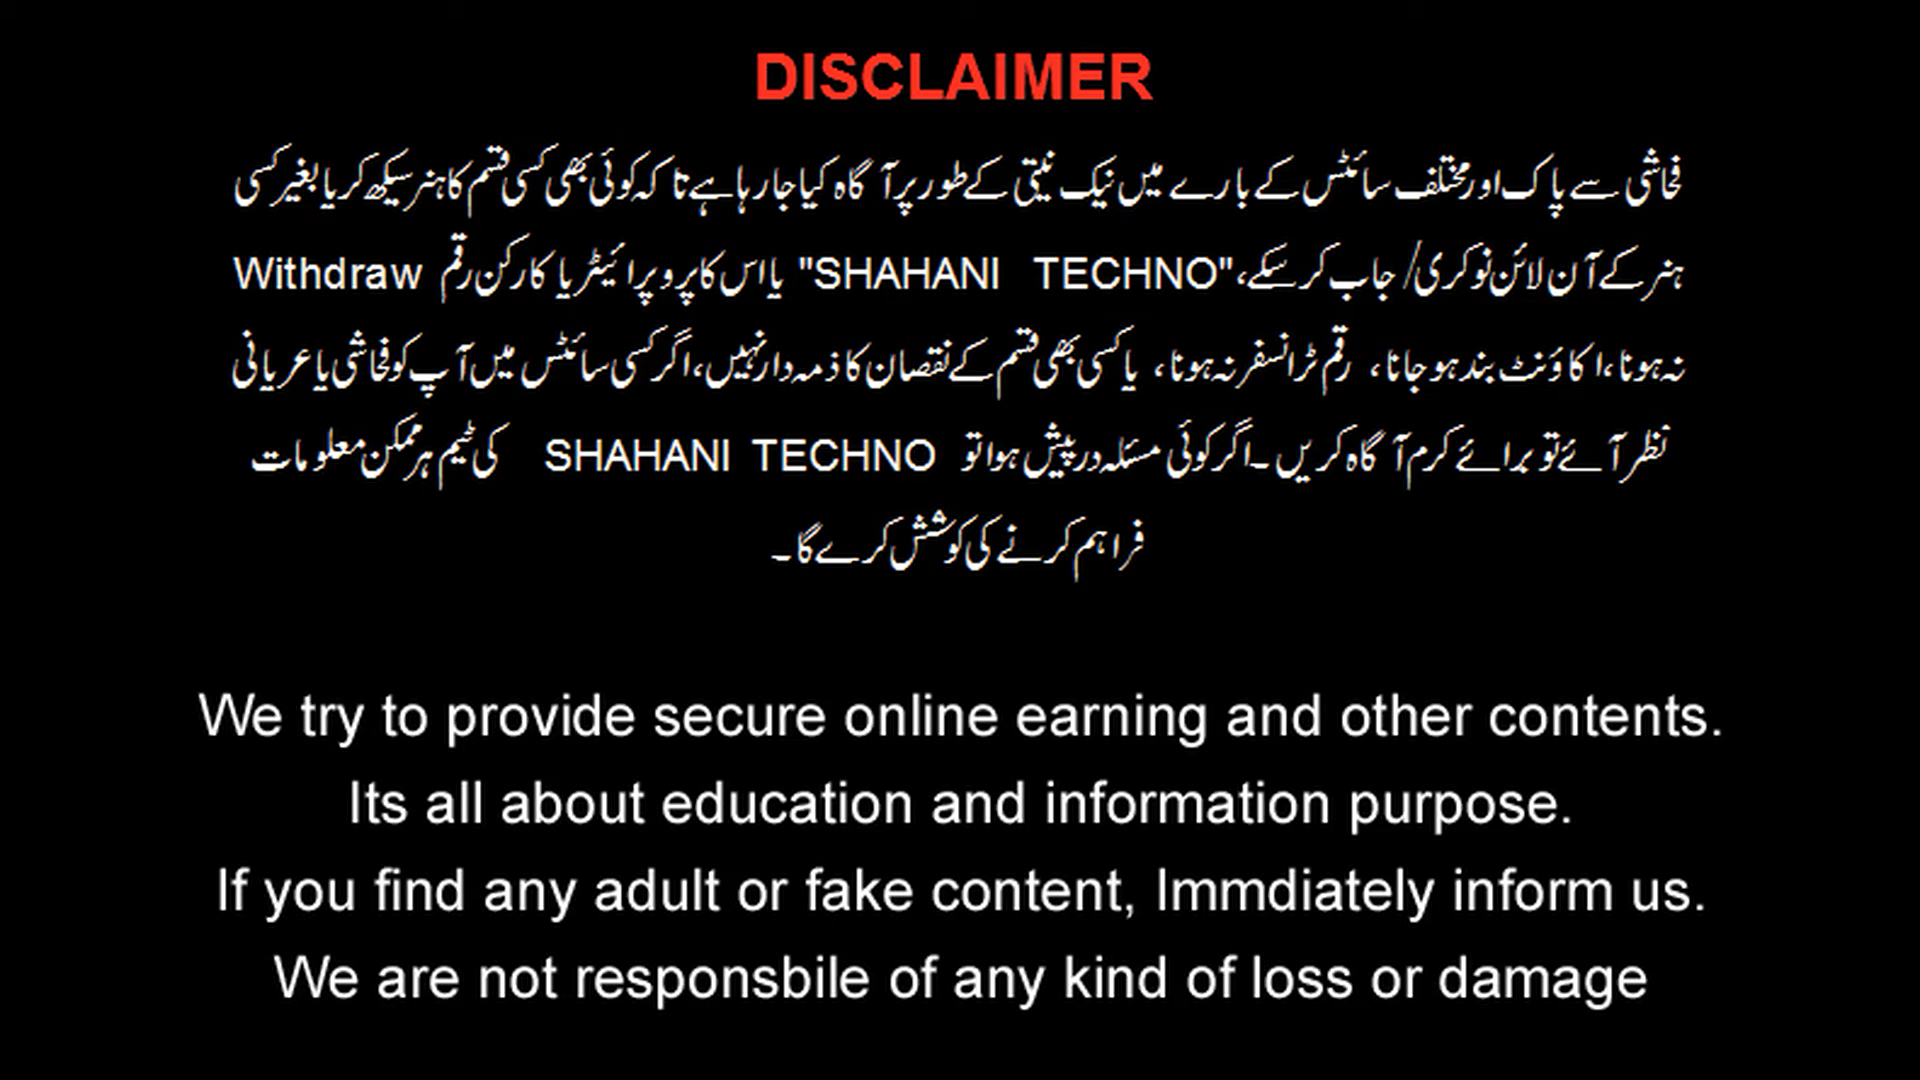 DISCLAIMER
فحاشی سے پاک اور مختلف سائٹس کے بارے میں نیک نیتی کے طور پر آگاہ کیا جا رہا ہے تا کہ کوئی بھی کسی قسم کا ہنر سیکھ کر یا بغیر کسی
ہنر کے آن لائن نوکری/ جاب کر سکے، "SHAHANI TECHNO" یا اس کا پروپرائیٹر یا کارکن رقم Withdraw
نہ ہونا، اکاؤنٹ بند ہو جانا، رقم ٹرانسفر نہ ہونا، یا کسی بھی قسم کے نقصان کا ذمہ دار نہیں، اگر کسی سائٹس میں آپ کو فحاشی یا عریانی
نظر آئے تو برائے کرم آگاہ کریں۔ اگر کوئی مسئلہ درپیش ہوا تو SHAHANI TECHNO کی ٹیم ہر ممکن معلومات
فراہم کرنے کی کوشش کرے گا۔
We try to provide secure online earning and other contents.
Its all about education and information purpose.
If you find any adult or fake content, Immdiately inform us.
We are not responsbile of any kind of loss or damage